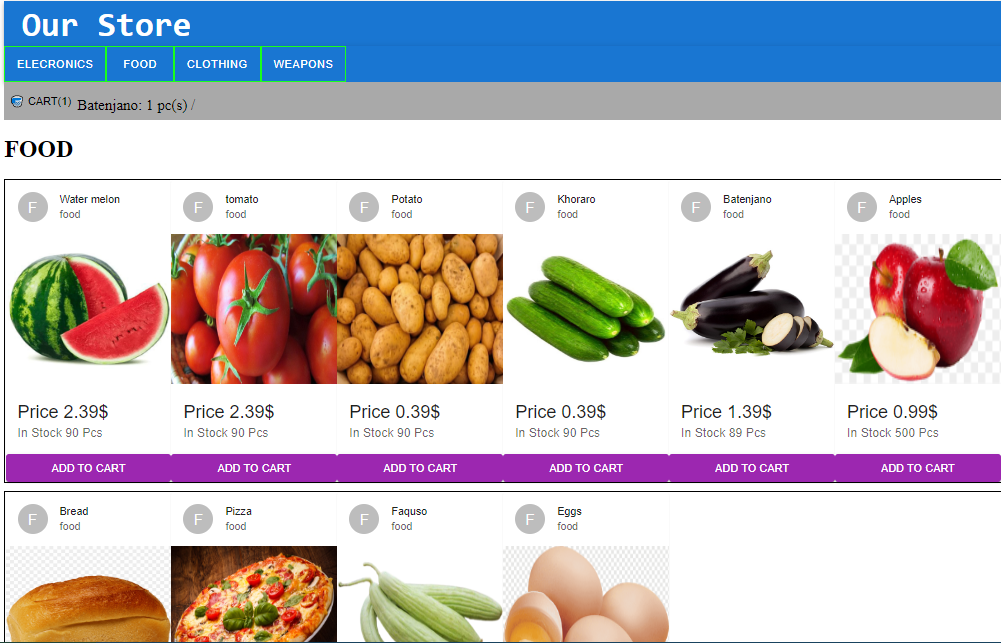 Our Store
ELECRONICS FOOD CLOTHING WEAPONS
CART(1) Batenjano: 1 pc(s) /
FOOD
F Water melon
food
F tomato
food
F Potato
food
F Khoraro
food
F Batenjano
food
F Apples
food
Price 2.39$
In Stock 90 Pcs
ADD TO CART
Price 2.39$
In Stock 90 Pcs
ADD TO CART
Price 0.39$
In Stock 90 Pcs
ADD TO CART
Price 0.39$
In Stock 90 Pcs
ADD TO CART
Price 1.39$
In Stock 89 Pcs
ADD TO CART
Price 0.99$
In Stock 500 Pcs
ADD TO CART
F Bread
food
F Pizza
food
F Faquso
food
F Eggs
food